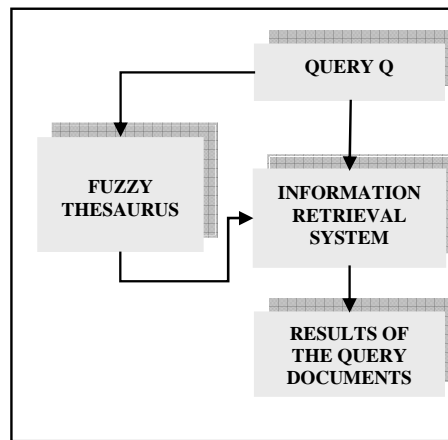 QUERY Q
FUZZY
THESAURUS
INFORMATION
RETRIEVAL
SYSTEM
RESULTS OF
THE QUERY
DOCUMENTS